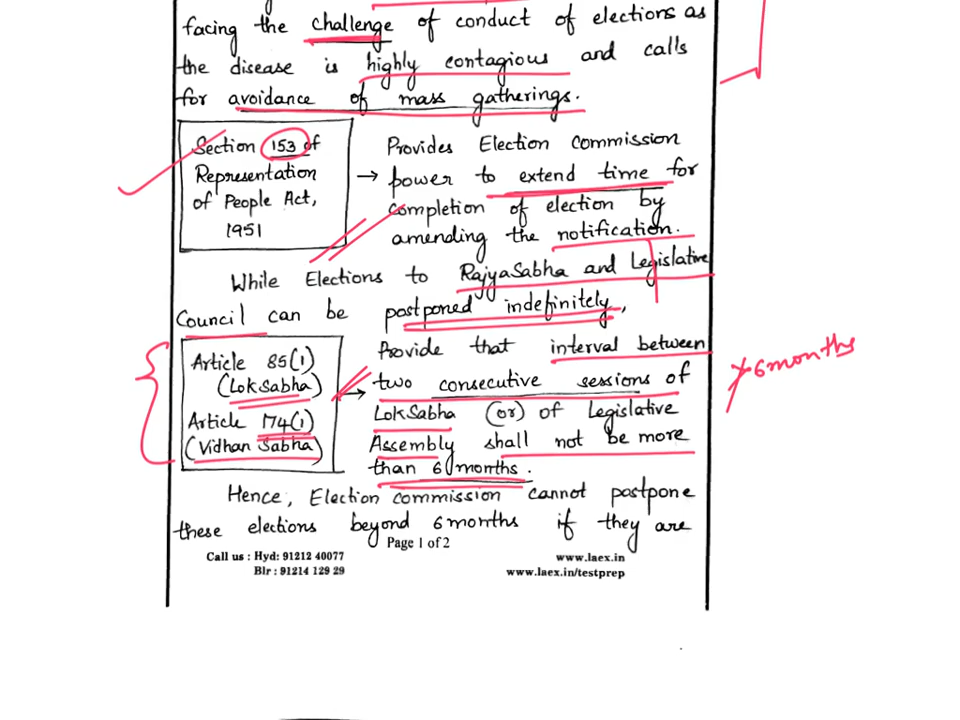 facing the challenge of conduct of elections as
the disease is highly contagious and calls
for avoidance of mass gatherings.
Section 153 of
Representation
of People Act,
1951
→ Provides Election Commission
power to extend time for
completion of election by
amending the notification.
While Elections to RajyaSabha and Legislative
Council can be postponed indefinitely,
Article 85(1)
(LokSabha)
Article 174(1)
(Vidhan Sabha)
→ Provide that interval between
two consecutive sessions of
LokSabha (or) of Legislative
Assembly shall not be more
than 6 months.
6 months
Hence, Election commission cannot postpone
these elections beyond 6 months if they are
Page 1 of 2
Call us : Hyd: 91212 40077
Blr : 91214 129 29
www.laex.in
www.laex.in/testprep